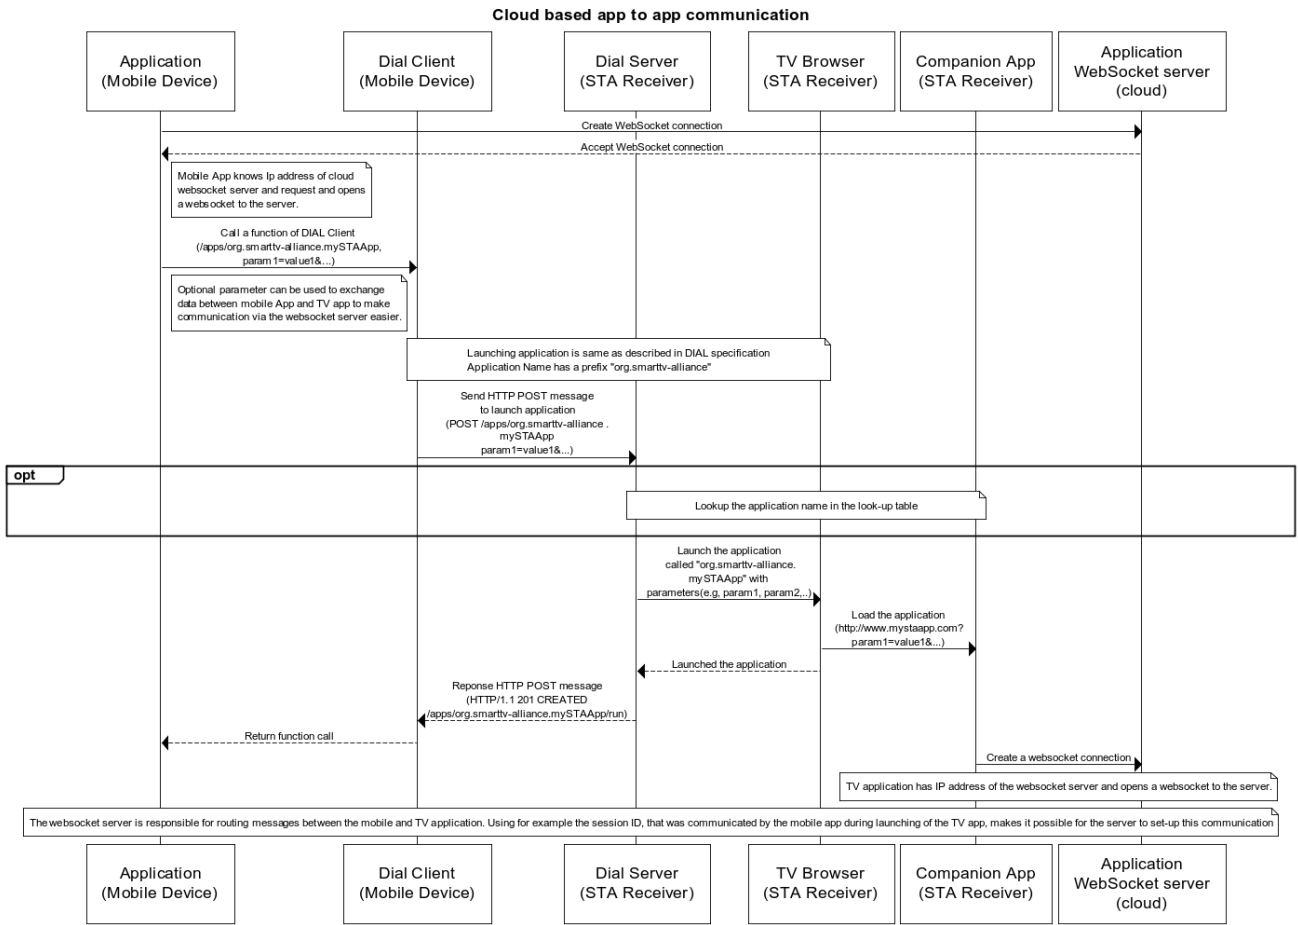 Cloud based app to app communication
Application
(Mobile Device)
Dial Client
(Mobile Device)
Dial Server
(STA Receiver)
TV Browser
(STA Receiver)
Companion App
(STA Receiver)
Application
WebSocket server
(cloud)
Create WebSocket connection
Accept WebSocket connection
Mobile App knows Ip address of cloud
websocket server and request and opens
a websocket to the server.
Call a function of DIAL Client
(/apps/org.smarttv-alliance.mySTAApp,
param1=value1&...)
Optional parameter can be used to exchange
data between mobile App and TV app to make
communication via the websocket server easier.
Launching application is same as described in DIAL specification
Application Name has a prefix "org.smarttv-alliance"
Send HTTP POST message
to launch application
(POST /apps/org.smarttv-alliance .
mySTAApp
param1=value1&...)
opt
Lookup the application name in the look-up table
Launch the application
called "org.smarttv-alliance.
mySTAApp" with
parameters(e.g, param1, param2,..)
Load the application
(http://www.mystaapp.com?
param1=value1&...)
Launched the application
Reponse HTTP POST message
(HTTP/1.1 201 CREATED
/apps/org.smarttv-alliance.mySTAApp/run)
Return function call
Create a websocket connection
TV application has IP address of the websocket server and opens a websocket to the server.
The websocket server is responsible for routing messages between the mobile and TV application. Using for example the session ID, that was communicated by the mobile app during launching of the TV app, makes it possible for the server to set-up this communication
Application
(Mobile Device)
Dial Client
(Mobile Device)
Dial Server
(STA Receiver)
TV Browser
(STA Receiver)
Companion App
(STA Receiver)
Application
WebSocket server
(cloud)